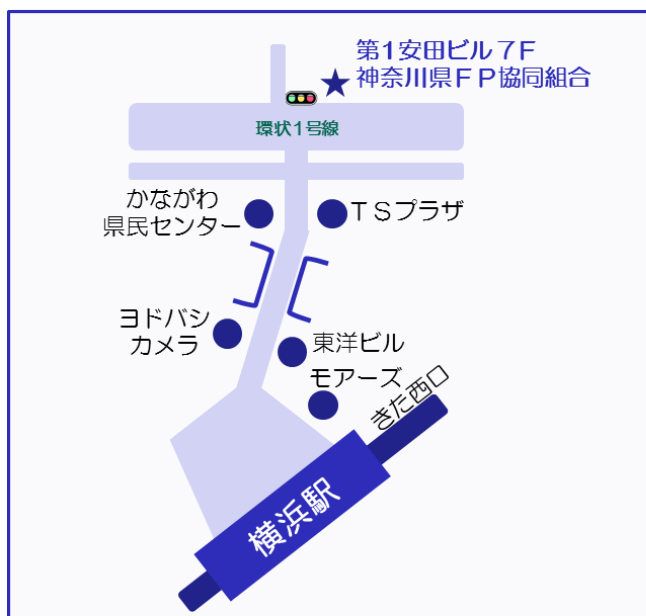 第1安田ビル7F
神奈川県FP協同組合
環状1号線
かながわ
県民センター
TSプラザ
ヨドバシ
カメラ
東洋ビル
モアーズ
きた西口
横浜駅